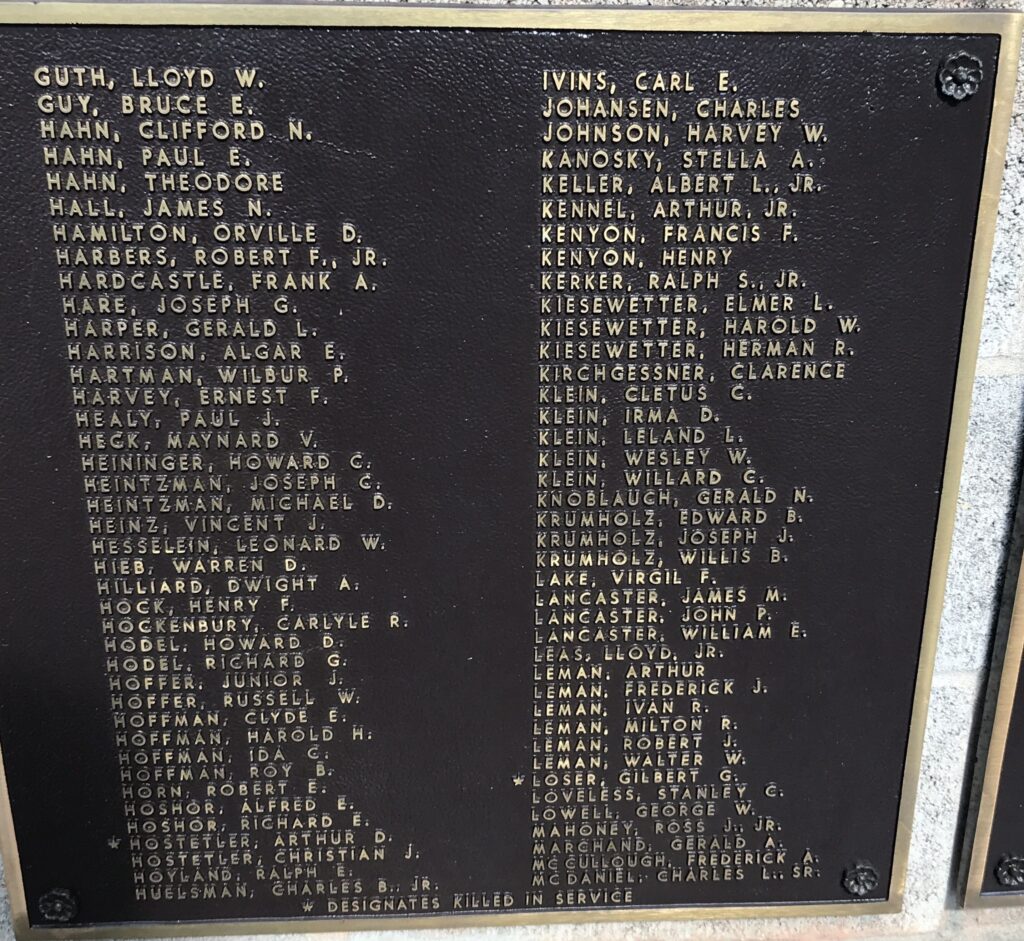 GUTH, LLOYD W.
GUY, BRUCE E.
HAHN, CLIFFORD N.
HAHN, PAUL E.
HAHN, THEODORE
HALL, JAMES N.
HAMILTON, ORVILLE D.
HARBERS, ROBERT F., JR.
HARDCASTLE, FRANK A.
HARE, JOSEPH G.
HARPER, GERALD L.
HARRISON, ALGAR E.
HARTMAN, WILBUR P.
HARVEY, ERNEST F.
HEALY, PAUL J.
HECK, MAYNARD V.
HEININGER, HOWARD C.
HEINTZMAN, JOSEPH C.
HEINTZMAN, MICHAEL D.
HEINZ, VINCENT J.
HESSELEIN, LEONARD W.
HIEB, WARREN D.
HILLIARD, DWIGHT A.
HOCK, HENRY F.
HOCKENBURY, CARLYLE R.
HODEL, HOWARD D.
HODEL, RICHARD G.
HOFFER, JUNIOR J.
HOFFER, RUSSELL W.
HOFFMAN, CLYDE E.
HOFFMAN, HAROLD H.
HOFFMAN, IDA C.
HOFFMAN, ROY B.
HORN, ROBERT E.
HOSHOR, ALFRED E.
HOSHOR, RICHARD E.
* HOSTETLER, ARTHUR D.
HOSTETLER, CHRISTIAN J.
HOYLAND, RALPH E.
HUELSMAN, CHARLES B., JR.
IVINS, CARL E.
JOHANSEN, CHARLES
JOHNSON, HARVEY W.
KANOSKY, STELLA A.
KELLER, ALBERT L., JR.
KENNEL, ARTHUR, JR.
KENYON, FRANCIS F.
KENYON, HENRY
KERKER, RALPH S., JR.
KIESEWETTER, ELMER L.
KIESEWETTER, HAROLD W.
KIESEWETTER, HERMAN R.
KIRCHGESSNER, CLARENCE
KLEIN, CLETUS C.
KLEIN, IRMA D.
KLEIN, LELAND L.
KLEIN, WESLEY W.
KLEIN, WILLARD C.
KNOBLAUCH, GERALD N.
KRUMHOLZ, EDWARD B.
KRUMHOLZ, JOSEPH J.
KRUMHOLZ, WILLIS B.
LAKE, VIRGIL F.
LANCASTER, JAMES M.
LANCASTER, JOHN P.
LANCASTER, WILLIAM E.
LEAS, LLOYD, JR.
LEMAN, ARTHUR
LEMAN, FREDERICK J.
LEMAN, IVAN R.
LEMAN, MILTON R.
LEMAN, ROBERT J.
LEMAN, WALTER W.
* LOSER, GILBERT G.
LOVELESS, STANLEY C.
LOWELL, GEORGE W.
MAHONEY, ROSS J., JR.
MARCHAND, GERALD A.
MC CULLOUGH, FREDERICK A.
MC DANIEL, CHARLES L., SR.
* DESIGNATES KILLED IN SERVICE